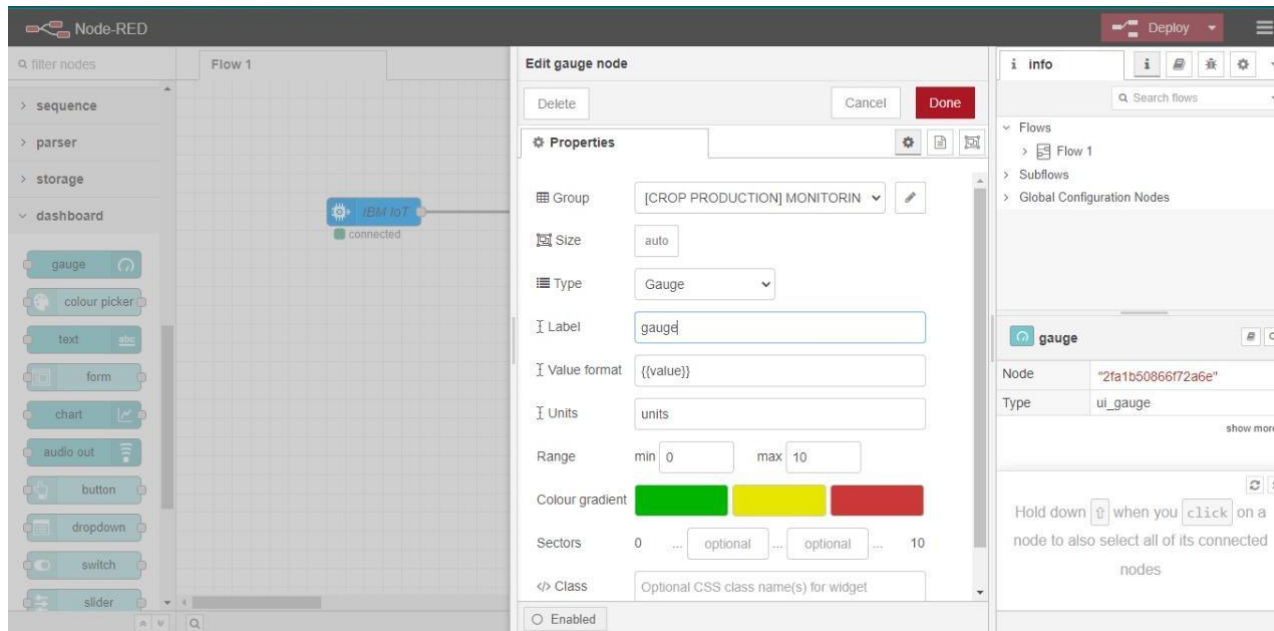 Node-RED
Deploy
filter nodes
sequence
parser
storage
dashboard
gauge
colour picker
text
abc
form
chart
audio out
button
dropdown
switch
slider
Flow 1
IBM IoT
connected
Edit gauge node
Delete
Cancel
Done
Properties
Group
[CROP PRODUCTION] MONITORIN
Size
auto
Type
Gauge
Label
gauge
Value format
{{value}}
Units
units
Range
min 0
max 10
Colour gradient
Sectors
0 ... optional ... optional ... 10
</> Class
Optional CSS class name(s) for widget
Enabled
i info
i
Search flows
Flows
Flow 1
Subflows
Global Configuration Nodes
gauge
Node
"2fa1b50866f72a6e"
Type
ui_gauge
show more
Hold down ⇧ when you click on a
node to also select all of its connected
nodes